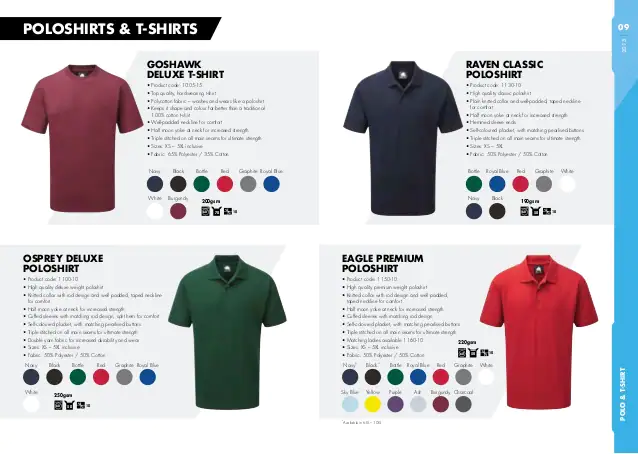 POLOSHIRTS & T-SHIRTS
09
2015
GOSHAWK
DELUXE T-SHIRT
• Product code: 1005-15
• Top quality, hardwearing t-shirt
• Polycotton fabric – washes and wears like a poloshirt
• Keeps it shape and colour far better than a traditional
100% cotton t-shirt
• Well-padded neckline for comfort
• Half moon yoke at neck for increased strength
• Triple stitched on all main seams for ultimate strength
• Sizes: XS – 5XL inclusive
• Fabric: 65% Polyester / 35% Cotton
Navy Black Bottle Red Graphite Royal Blue
White Burgundy
200gsm
RAVEN CLASSIC
POLOSHIRT
• Product code: 1130-10
• High quality classic poloshirt
• Plain knitted collar and well-padded, taped neckline
for comfort
• Half moon yoke at neck for increased strength
• Hemmed sleeve ends
• Self-coloured placket, with matching pearlised buttons
• Triple stitched on all main seams for ultimate strength
• Sizes: XS – 5XL
• Fabric: 50% Polyester / 50% Cotton
Bottle Royal Blue Red Graphite White
Navy Black
190gsm
OSPREY DELUXE
POLOSHIRT
• Product code: 1100-10
• High quality deluxe weight poloshirt
• Knitted collar with rod design and well-padded, taped neckline
for comfort
• Half moon yoke at neck for increased strength
• Cuffed sleeves with matching rod design, split hem for comfort
• Self-coloured placket, with matching pearlised buttons
• Triple stitched on all main seams for ultimate strength
• Double yarn fabric for increased durability and wear
• Sizes: XS – 5XL inclusive
• Fabric: 50% Polyester / 50% Cotton
Navy Black Bottle Red Graphite Royal Blue
White
250gsm
EAGLE PREMIUM
POLOSHIRT
• Product code: 1150-10
• High quality premium weight poloshirt
• Knitted collar with rod design and well-padded,
taped neckline for comfort
• Half moon yoke at neck for increased strength
• Cuffed sleeves with matching rod design
• Self-coloured placket, with matching pearlised buttons
• Triple stitched on all main seams for ultimate strength
• Matching ladies available: 1160-10
• Sizes: XS – 5XL inclusive
• Fabric: 50% Polyester / 50% Cotton
220gsm
Navy Black Bottle Royal Blue Red Graphite White
Sky Blue Yellow Purple Ash Burgundy Charcoal
POLO & T-SHIRT